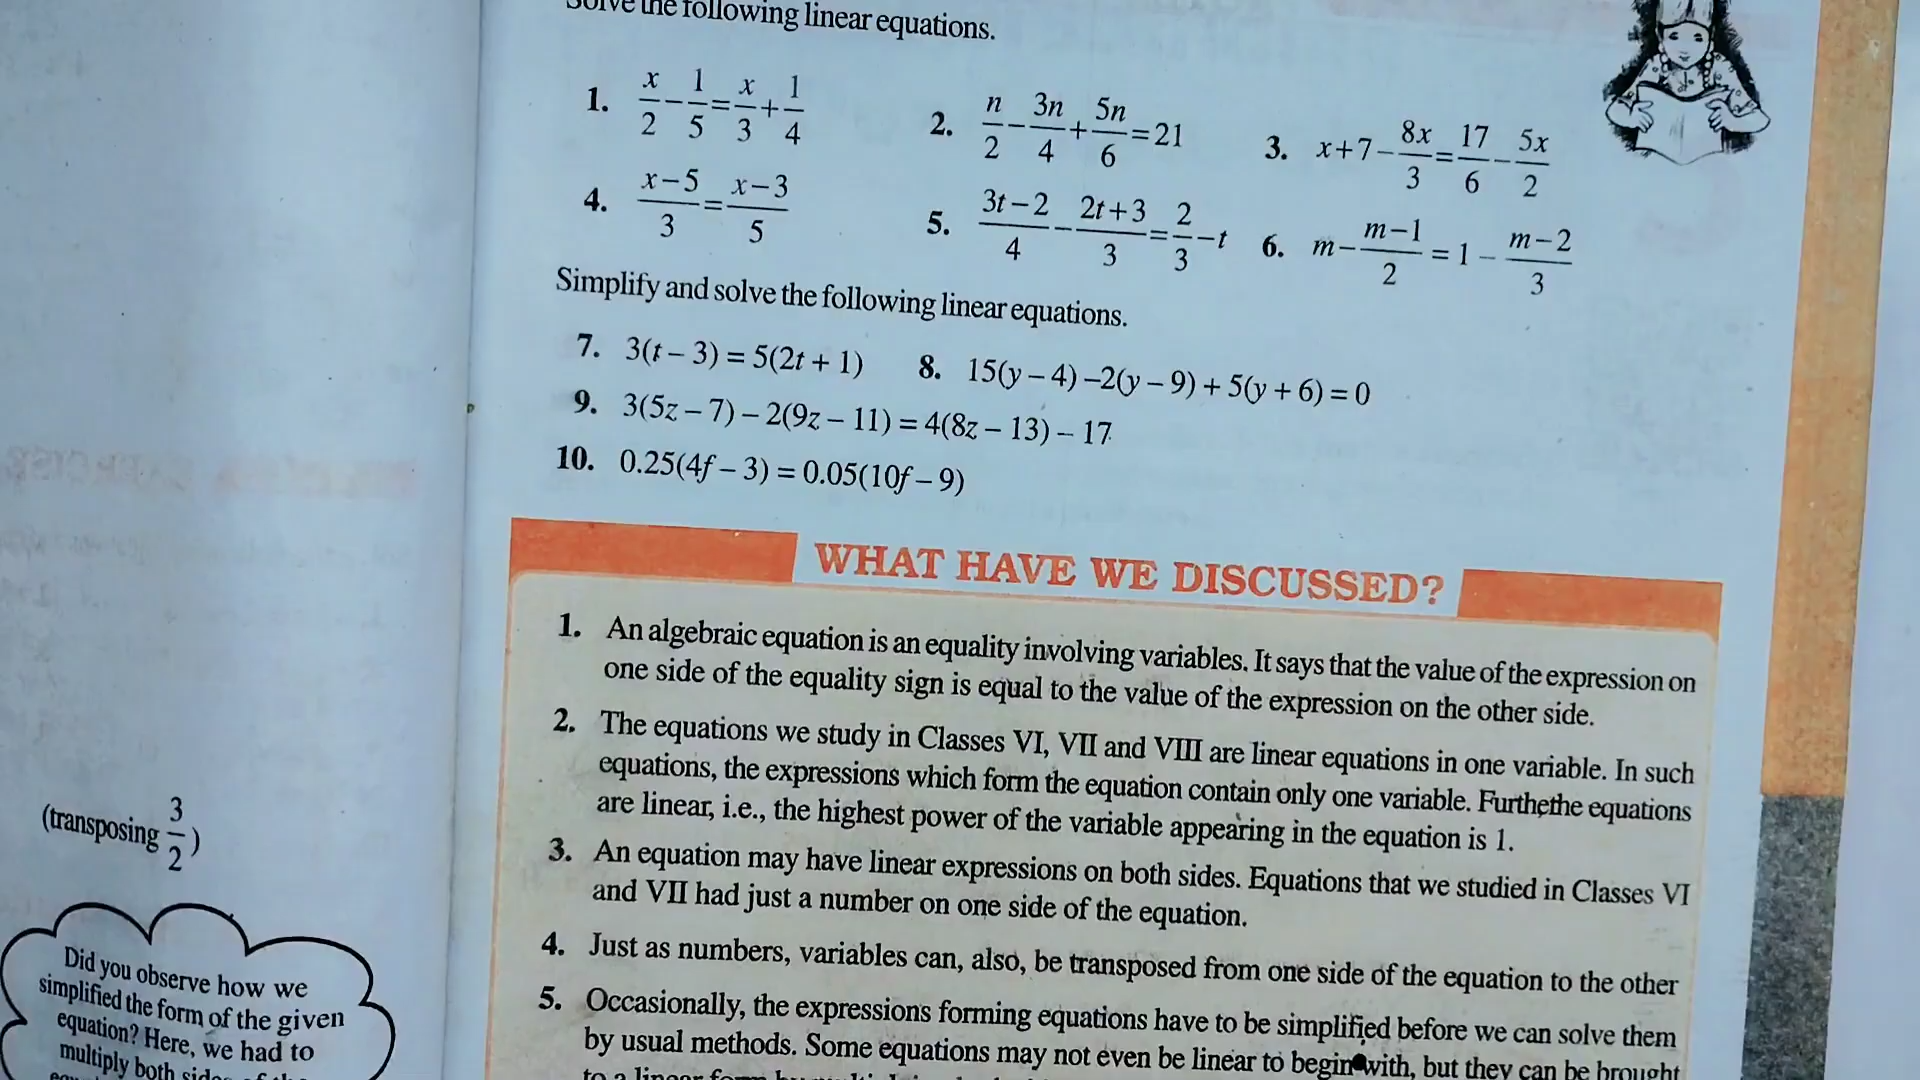 Solve the following linear equations.
1. x/2 − 1/5 = x/3 + 1/4
2. n/2 − 3n/4 + 5n/6 = 21
3. x + 7 − 8x/3 = 17/6 − 5x/2
4. (x − 5)/3 = (x − 3)/5
5. (3t − 2)/4 − (2t + 3)/3 = 2/3 − t
6. m − (m − 1)/2 = 1 − (m − 2)/3
Simplify and solve the following linear equations.
7. 3(t − 3) = 5(2t + 1)
8. 15(y − 4) −2(y − 9) + 5(y + 6) = 0
9. 3(5z − 7) − 2(9z − 11) = 4(8z − 13) − 17
10. 0.25(4f − 3) = 0.05(10f − 9)
WHAT HAVE WE DISCUSSED?
1. An algebraic equation is an equality involving variables. It says that the value of the expression on
one side of the equality sign is equal to the value of the expression on the other side.
2. The equations we study in Classes VI, VII and VIII are linear equations in one variable. In such
equations, the expressions which form the equation contain only one variable. Furthe,the equations
are linear, i.e., the highest power of the variable appearing in the equation is 1.
3. An equation may have linear expressions on both sides. Equations that we studied in Classes VI
and VII had just a number on one side of the equation.
4. Just as numbers, variables can, also, be transposed from one side of the equation to the other
5. Occasionally, the expressions forming equations have to be simplified before we can solve them
by usual methods. Some equations may not even be linear to begin with, but they can be brought
to a linear form by
(transposing 3/2)
Did you observe how we
simplified the form of the given
equation? Here, we had to
multiply both sides of the